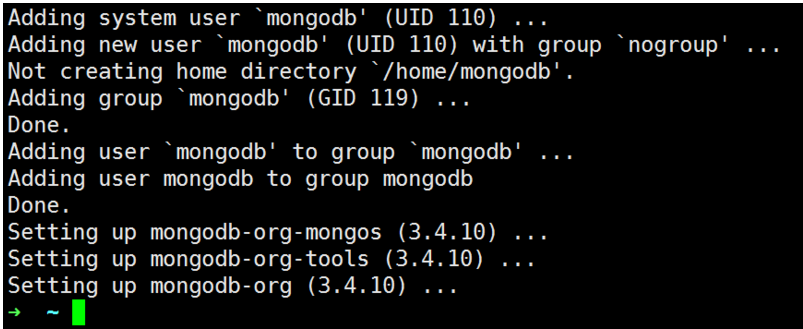 Adding system user `mongodb' (UID 110) ...
Adding new user `mongodb' (UID 110) with group `nogroup' ...
Not creating home directory `/home/mongodb'.
Adding group `mongodb' (GID 119) ...
Done.
Adding user `mongodb' to group `mongodb' ...
Adding user mongodb to group mongodb
Done.
Setting up mongodb-org-mongos (3.4.10) ...
Setting up mongodb-org-tools (3.4.10) ...
Setting up mongodb-org (3.4.10) ...
➜ ~